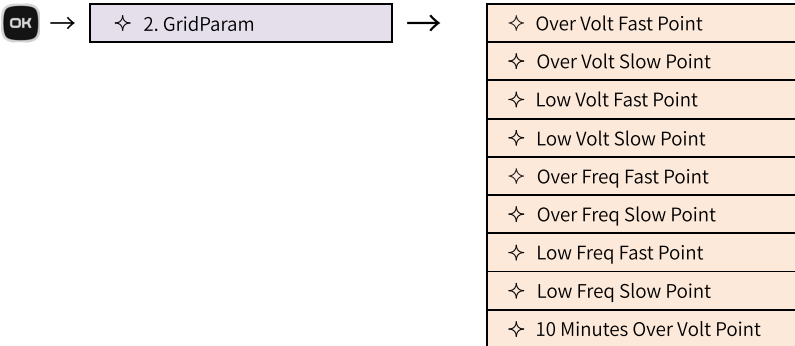 OK
2. GridParam
Over Volt Fast Point
Over Volt Slow Point
Low Volt Fast Point
Low Volt Slow Point
Over Freq Fast Point
Over Freq Slow Point
Low Freq Fast Point
Low Freq Slow Point
10 Minutes Over Volt Point